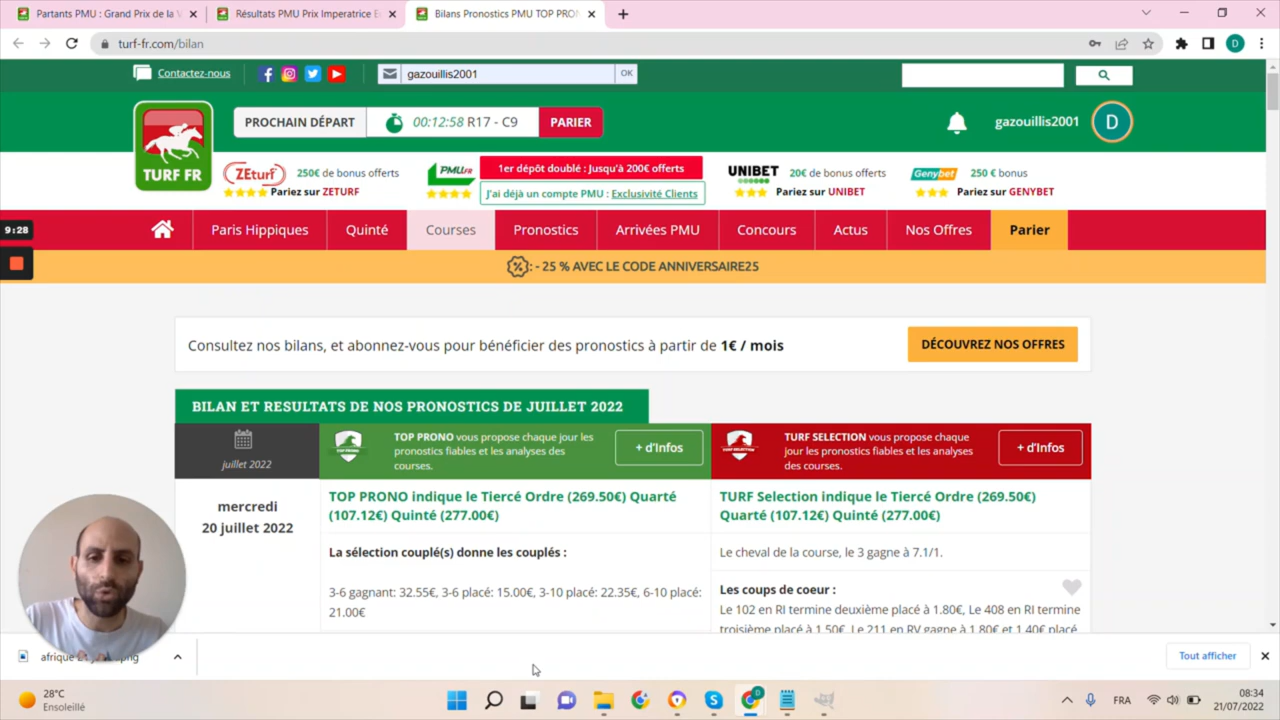 Partants PMU : Grand Prix de la V
Résultats PMU Prix Imperatrice E
Bilans Pronostics PMU TOP PRO
turf-fr.com/bilan
D
Contactez-nous
gazouillis2001
OK
TURF FR
PROCHAIN DÉPART
00:12:58 R17 - C9
PARIER
gazouillis2001
D
ZEturf
250€ de bonus offerts
Pariez sur ZETURF
PMU.FR
1er dépôt doublé : Jusqu'à 200€ offerts
J'ai déjà un compte PMU : Exclusivité Clients
UNIBET
20€ de bonus offerts
Pariez sur UNIBET
Genybet
250 € bonus
Pariez sur GENYBET
9:28
Paris Hippiques
Quinté
Courses
Pronostics
Arrivées PMU
Concours
Actus
Nos Offres
Parier
: - 25 % AVEC LE CODE ANNIVERSAIRE25
Consultez nos bilans, et abonnez-vous pour bénéficier des pronostics à partir de 1€ / mois
DÉCOUVREZ NOS OFFRES
BILAN ET RESULTATS DE NOS PRONOSTICS DE JUILLET 2022
juillet 2022
TOP PRONO
TOP PRONO vous propose chaque jour les
pronostics fiables et les analyses des
courses.
+ d'Infos
TURF SELECTION
TURF SELECTION vous propose chaque
jour les pronostics fiables et les analyses
des courses.
+ d'Infos
mercredi
20 juillet 2022
TOP PRONO indique le Tiercé Ordre (269.50€) Quarté
(107.12€) Quinté (277.00€)
La sélection couplé(s) donne les couplés :
3-6 gagnant: 32.55€, 3-6 placé: 15.00€, 3-10 placé: 22.35€, 6-10 placé:
21.00€
TURF Selection indique le Tiercé Ordre (269.50€)
Quarté (107.12€) Quinté (277.00€)
Le cheval de la course, le 3 gagne à 7.1/1.
Les coups de coeur :
Le 102 en RI termine deuxième placé à 1.80€, Le 408 en RI termine
troisième placé à 1.50€. Le 211 en RV gagne à 1.80€ et 1.40€ placé
afrique
Tout afficher
28°C
Ensoleillé
D
FRA
08:34
21/07/2022